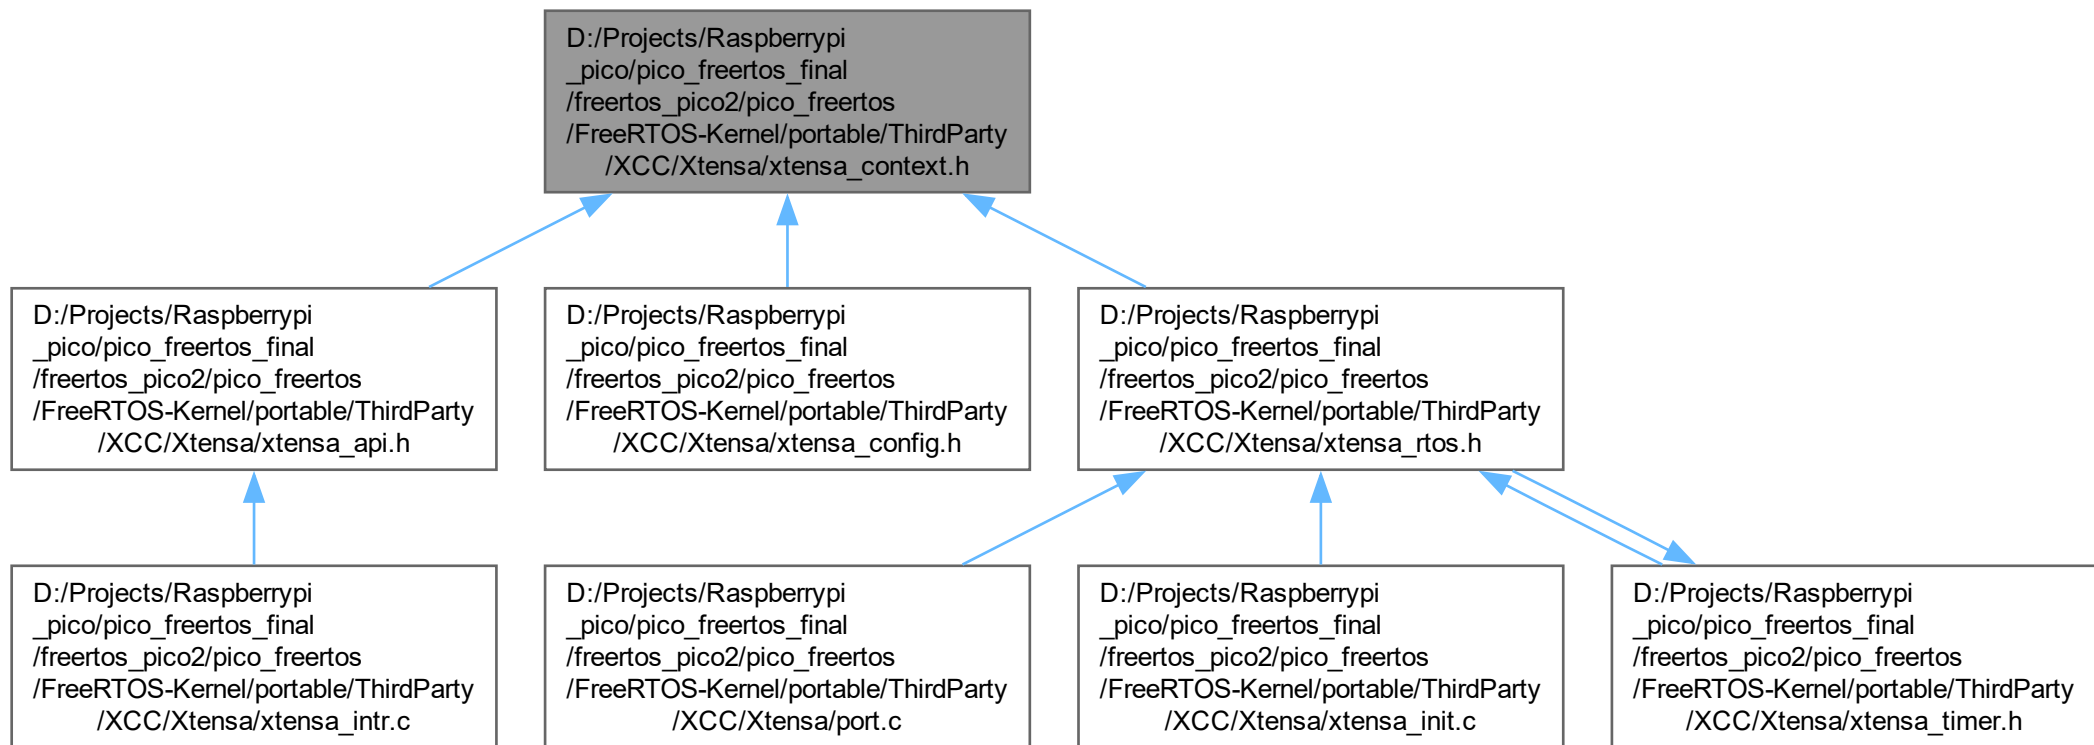 D:/Projects/Raspberrypi
_pico/pico_freertos_final
/freertos_pico2/pico_freertos
/FreeRTOS-Kernel/portable/ThirdParty
/XCC/Xtensa/xtensa_context.h
D:/Projects/Raspberrypi
_pico/pico_freertos_final
/freertos_pico2/pico_freertos
/FreeRTOS-Kernel/portable/ThirdParty
/XCC/Xtensa/xtensa_api.h
D:/Projects/Raspberrypi
_pico/pico_freertos_final
/freertos_pico2/pico_freertos
/FreeRTOS-Kernel/portable/ThirdParty
/XCC/Xtensa/xtensa_config.h
D:/Projects/Raspberrypi
_pico/pico_freertos_final
/freertos_pico2/pico_freertos
/FreeRTOS-Kernel/portable/ThirdParty
/XCC/Xtensa/xtensa_rtos.h
D:/Projects/Raspberrypi
_pico/pico_freertos_final
/freertos_pico2/pico_freertos
/FreeRTOS-Kernel/portable/ThirdParty
/XCC/Xtensa/xtensa_intr.c
D:/Projects/Raspberrypi
_pico/pico_freertos_final
/freertos_pico2/pico_freertos
/FreeRTOS-Kernel/portable/ThirdParty
/XCC/Xtensa/port.c
D:/Projects/Raspberrypi
_pico/pico_freertos_final
/freertos_pico2/pico_freertos
/FreeRTOS-Kernel/portable/ThirdParty
/XCC/Xtensa/xtensa_init.c
D:/Projects/Raspberrypi
_pico/pico_freertos_final
/freertos_pico2/pico_freertos
/FreeRTOS-Kernel/portable/ThirdParty
/XCC/Xtensa/xtensa_timer.h